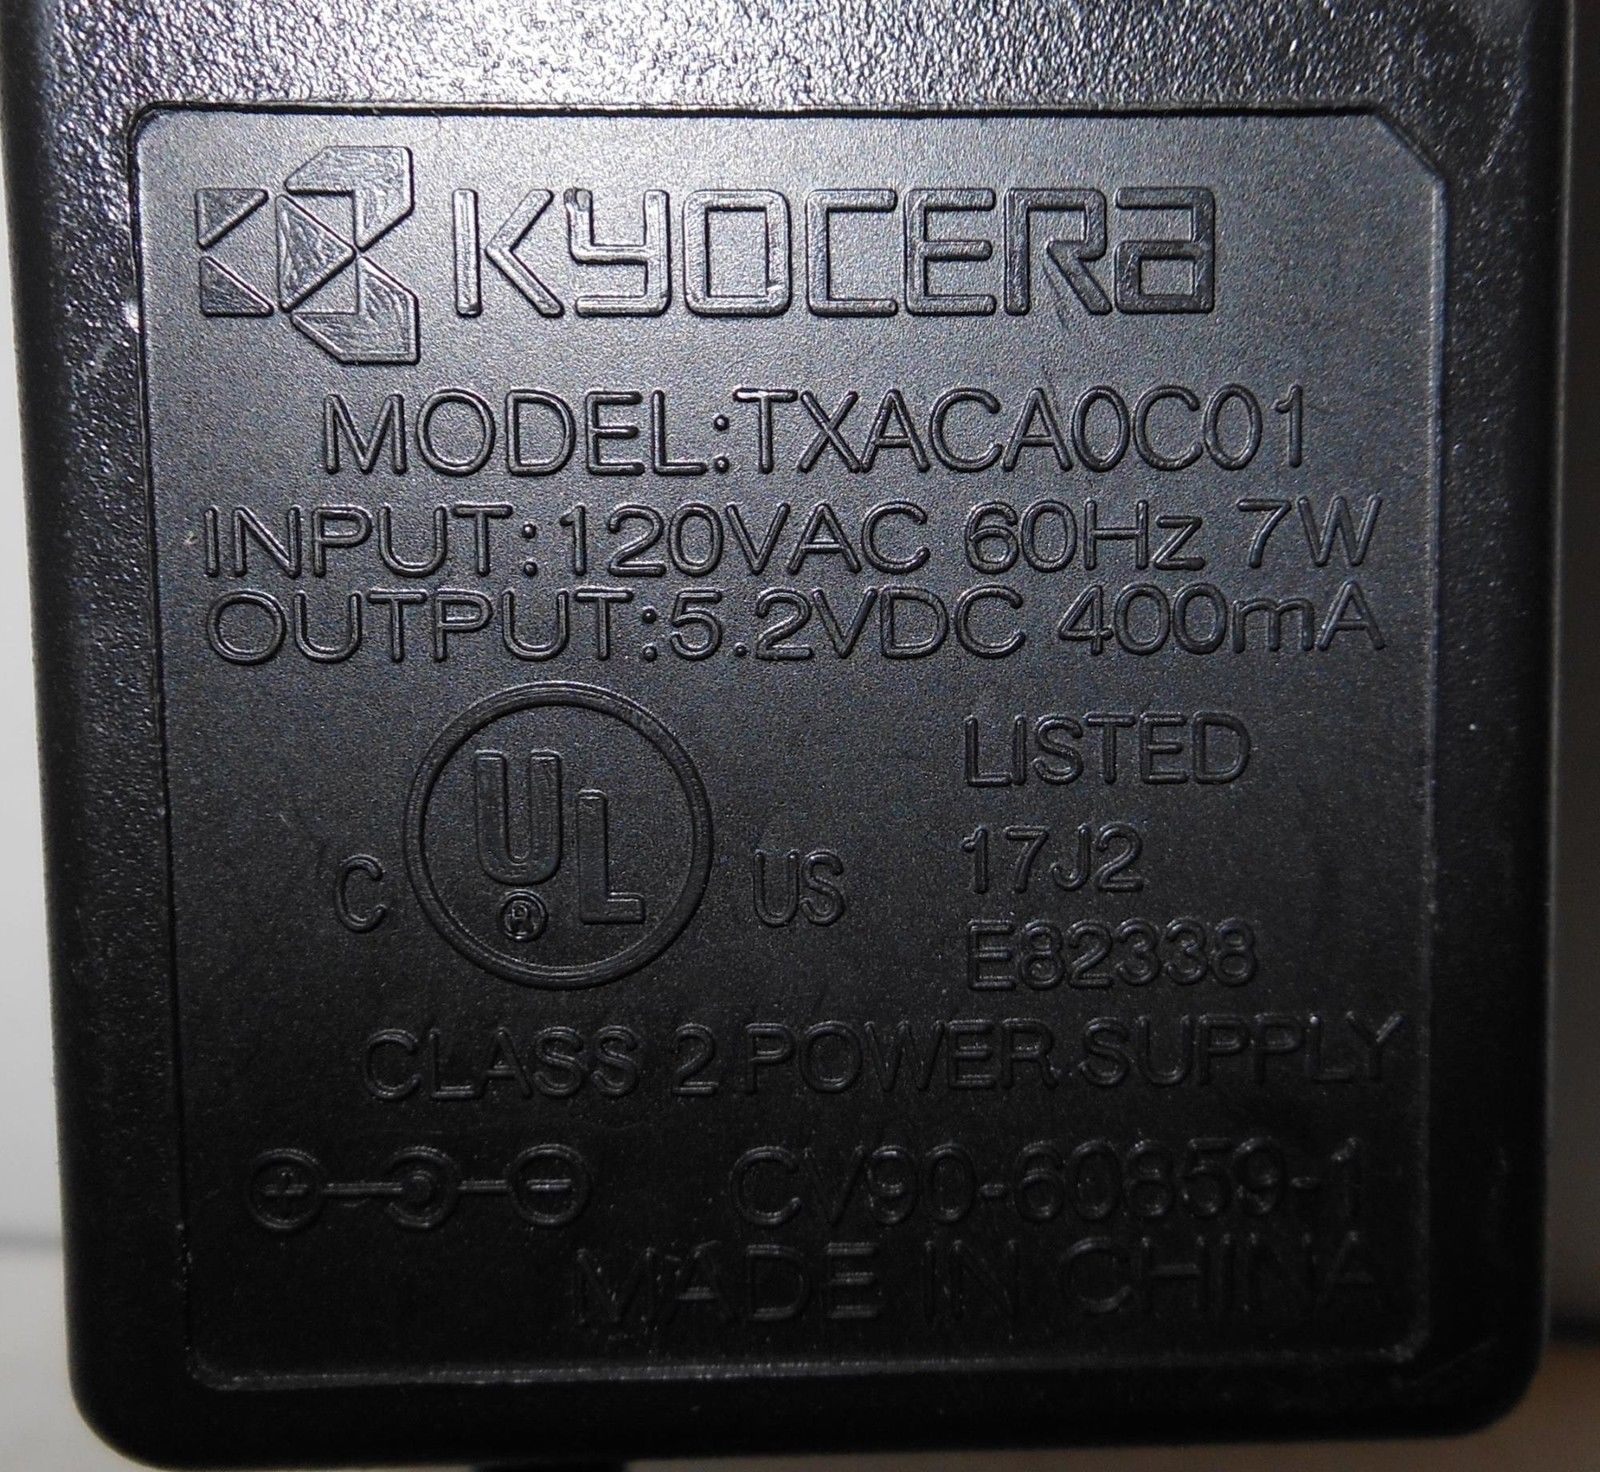 KYOCERA
MODEL:TXACA0C01
INPUT:120VAC 60Hz 7W
OUTPUT:5.2VDC 400mA
C UL® US
LISTED
17J2
E82338
CLASS 2 POWER SUPPLY
CV90-60859-1
MADE IN CHINA